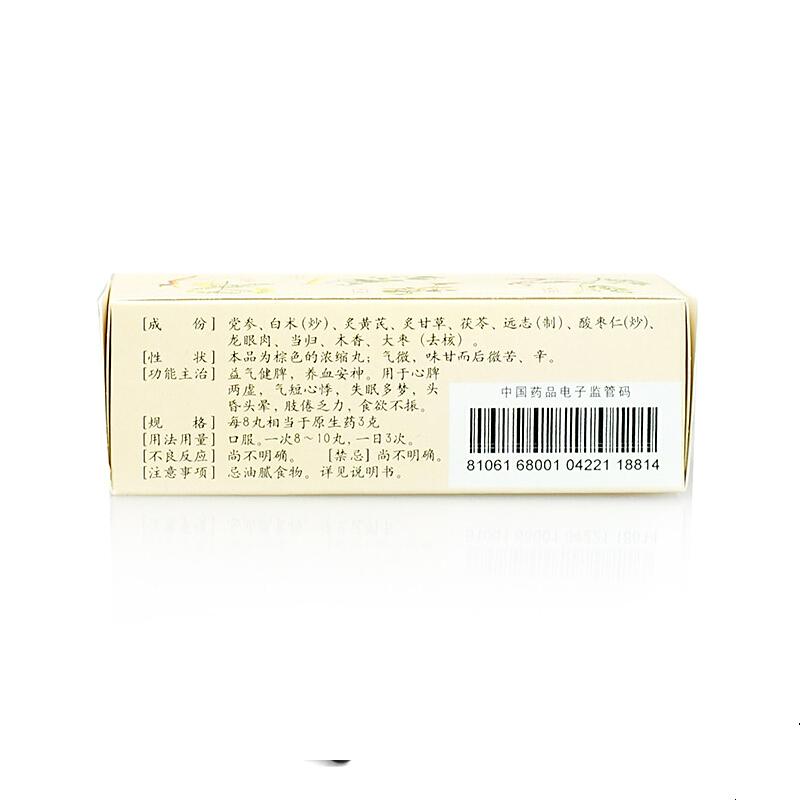 [成 份] 党参、白术(炒)、炙黄芪、炙甘草、茯苓、远志(制)、酸枣仁(炒)、
龙眼肉、当归、木香、大枣(去核)。
[性 状] 本品为棕色的浓缩丸;气微,味甘而后微苦、辛。
[功能主治] 益气健脾,养血安神。用于心脾
两虚,气短心悸,失眠多梦,头
昏头晕,肢倦乏力,食欲不振。
[规 格] 每8丸相当于原生药3克
[用法用量] 口服。一次8~10丸,一日3次。
[不良反应] 尚不明确。 [禁忌] 尚不明确。
[注意事项] 忌油腻食物。详见说明书。
中国药品电子监管码
81061 68001 04221 18814